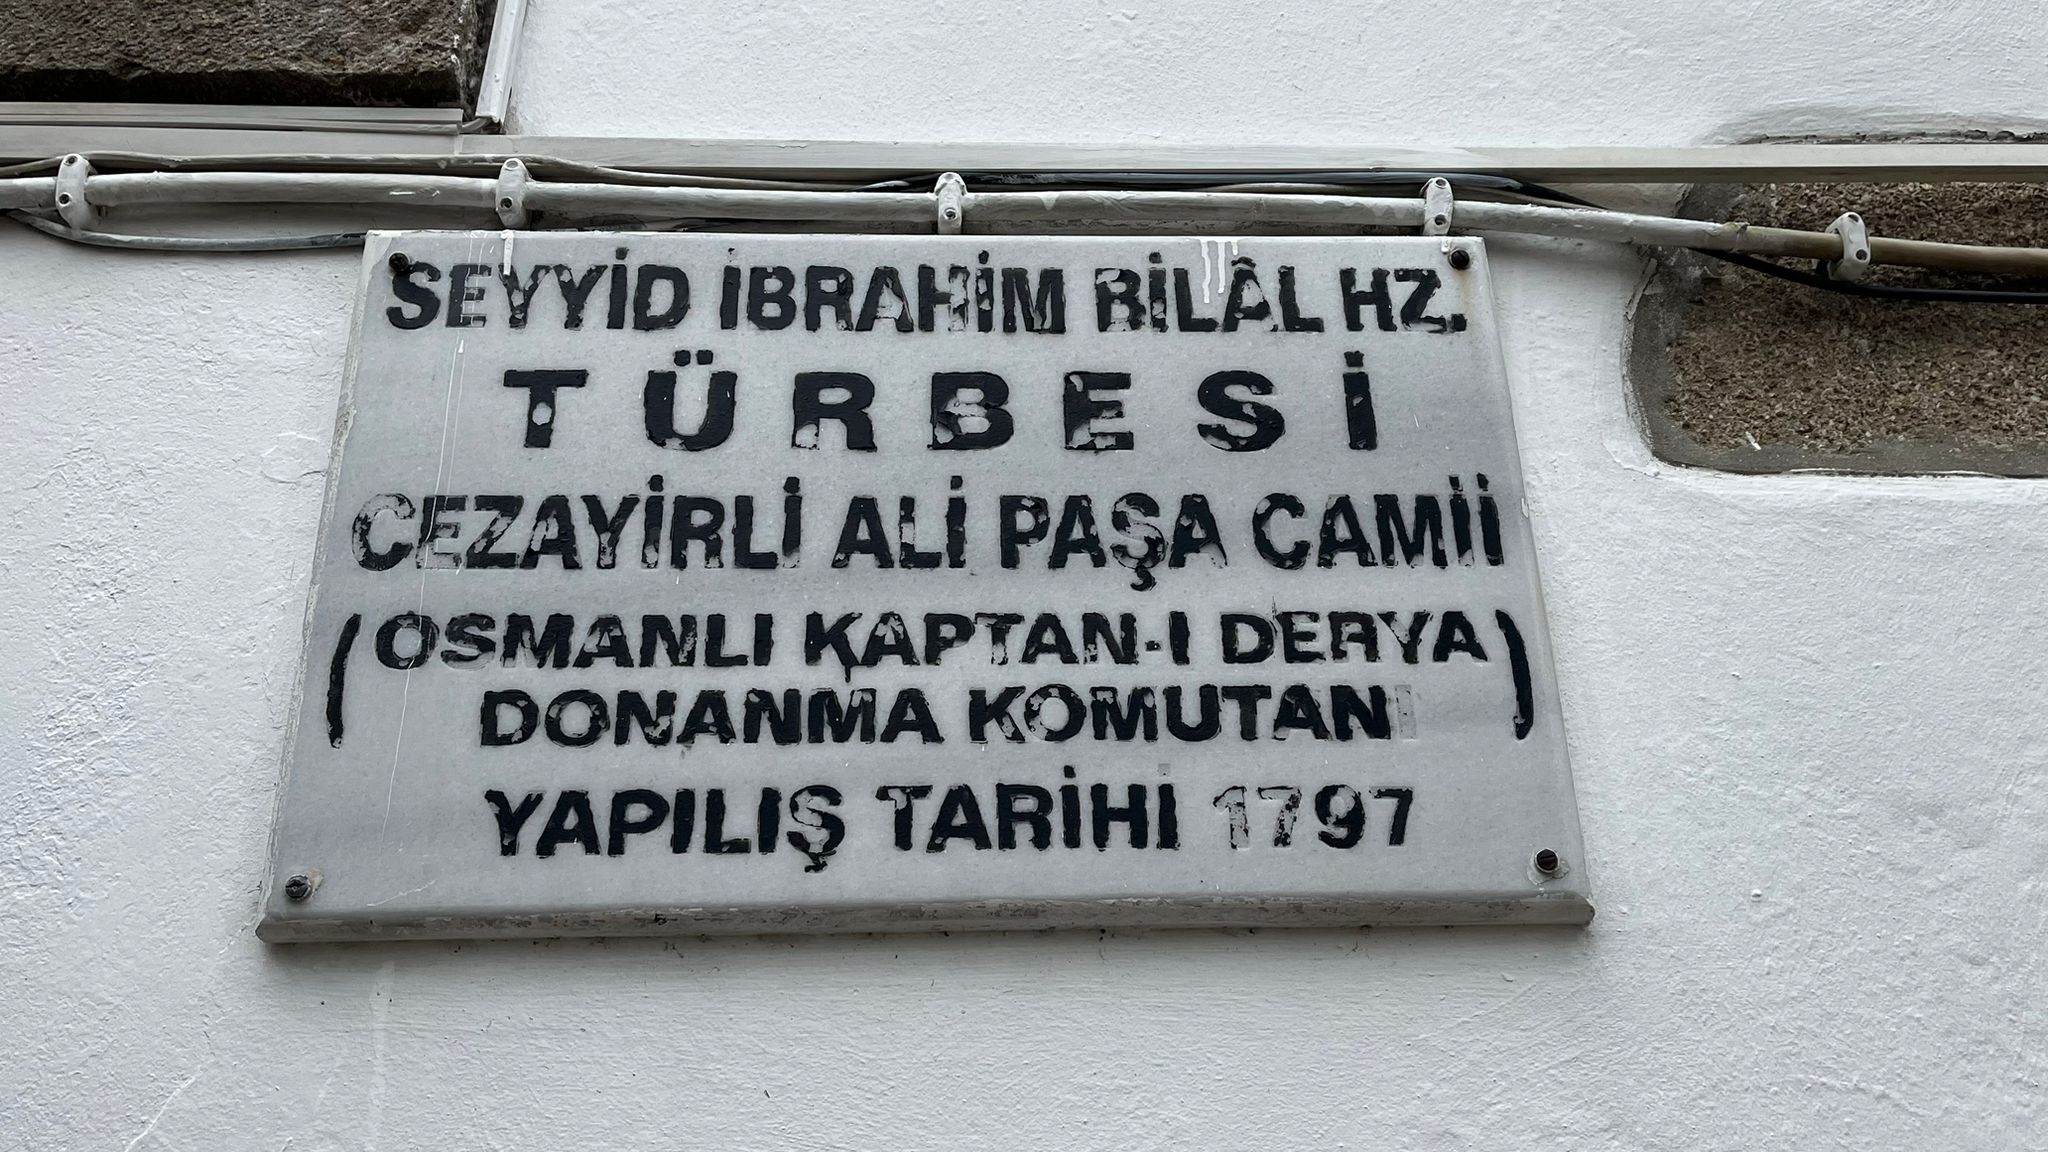 SEYYİD IBRAHİM BİLÂL HZ.
TÜRBESİ
CEZAYİRLİ ALİ PAŞA CAMİİ
(OSMANLI KAPTAN-I DERYA
DONANMA KOMUTANI)
YAPILIŞ TARİHİ 1797